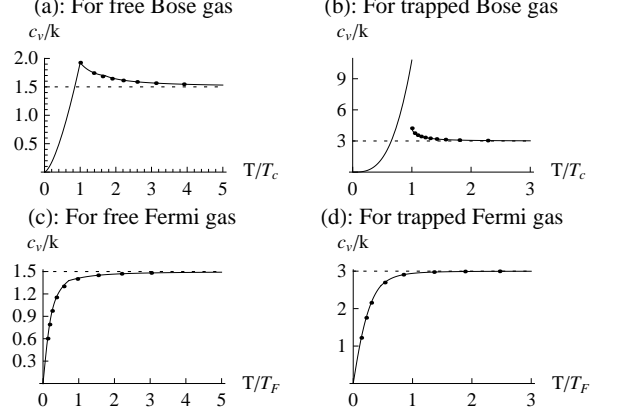 (a): For free Bose gas
c_v/k
2.0
1.5
1.0
0.5
0 1 2 3 4 5
T/T_c
(b): For trapped Bose gas
c_v/k
9
6
3
0 1 2 3
T/T_c
(c): For free Fermi gas
c_v/k
1.5
1.2
0.9
0.6
0.3
0 1 2 3 4 5
T/T_F
(d): For trapped Fermi gas
c_v/k
3
2
1
0 1 2 3
T/T_F